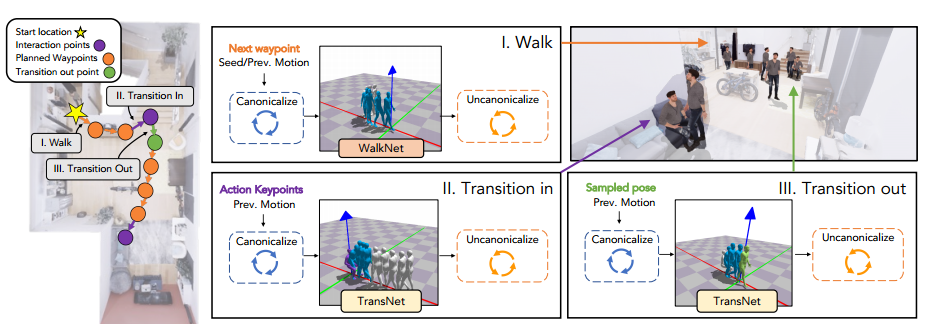 Start location
Interaction points
Planned Waypoints
Transition out point
II. Transition In
I. Walk
III. Transition Out
I. Walk
Next waypoint
Seed/Prev. Motion
Canonicalize
WalkNet
Uncanonicalize
II. Transition in
Action Keypoints
Prev. Motion
Canonicalize
TransNet
Uncanonicalize
III. Transition out
Sampled pose
Prev. Motion
Canonicalize
TransNet
Uncanonicalize